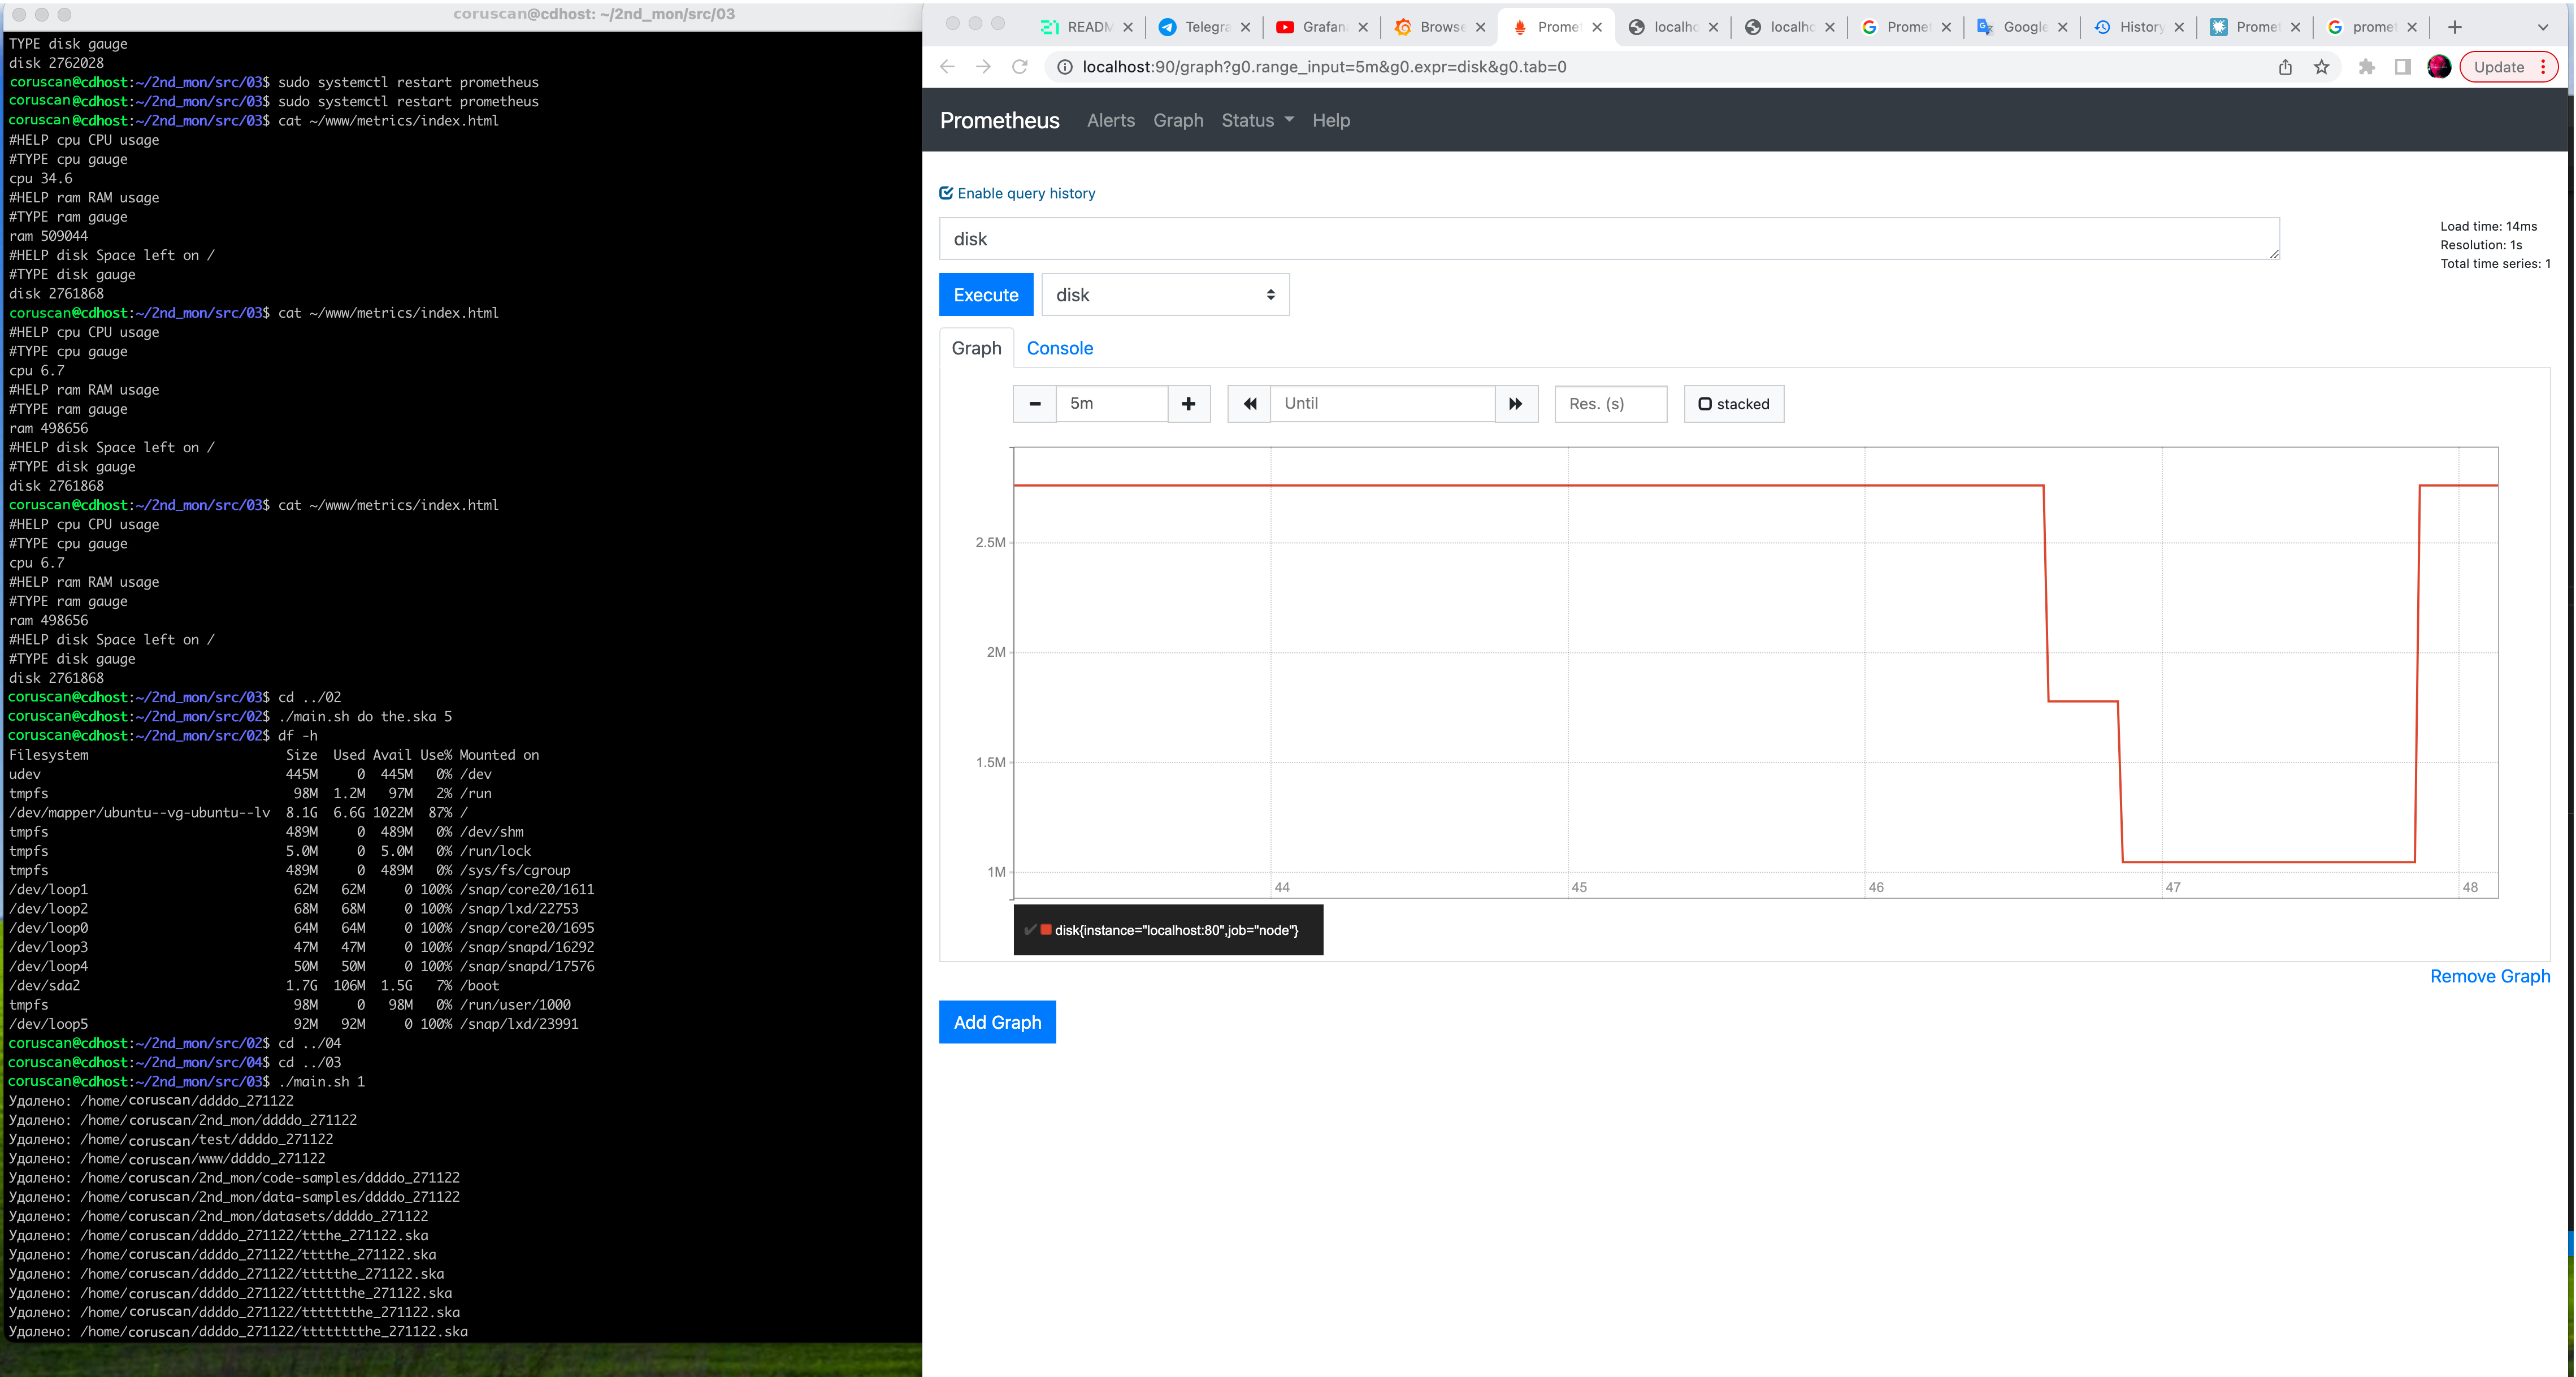 coruscan@cdhost: ~/2nd_mon/src/03
TYPE disk gauge
disk 2762028
coruscan@cdhost:~/2nd_mon/src/03$ sudo systemctl restart prometheus
coruscan@cdhost:~/2nd_mon/src/03$ sudo systemctl restart prometheus
coruscan@cdhost:~/2nd_mon/src/03$ cat ~/www/metrics/index.html
#HELP cpu CPU usage
#TYPE cpu gauge
cpu 34.6
#HELP ram RAM usage
#TYPE ram gauge
ram 509044
#HELP disk Space left on /
#TYPE disk gauge
disk 2761868
coruscan@cdhost:~/2nd_mon/src/03$ cat ~/www/metrics/index.html
#HELP cpu CPU usage
#TYPE cpu gauge
cpu 6.7
#HELP ram RAM usage
#TYPE ram gauge
ram 498656
#HELP disk Space left on /
#TYPE disk gauge
disk 2761868
coruscan@cdhost:~/2nd_mon/src/03$ cat ~/www/metrics/index.html
#HELP cpu CPU usage
#TYPE cpu gauge
cpu 6.7
#HELP ram RAM usage
#TYPE ram gauge
ram 498656
#HELP disk Space left on /
#TYPE disk gauge
disk 2761868
coruscan@cdhost:~/2nd_mon/src/03$ cd ../02
coruscan@cdhost:~/2nd_mon/src/02$ ./main.sh do the.ska 5
coruscan@cdhost:~/2nd_mon/src/02$ df -h
Filesystem Size Used Avail Use% Mounted on
udev 445M 0 445M 0% /dev
tmpfs 98M 1.2M 97M 2% /run
/dev/mapper/ubuntu--vg-ubuntu--lv 8.1G 6.6G 1022M 87% /
tmpfs 489M 0 489M 0% /dev/shm
tmpfs 5.0M 0 5.0M 0% /run/lock
tmpfs 489M 0 489M 0% /sys/fs/cgroup
/dev/loop1 62M 62M 0 100% /snap/core20/1611
/dev/loop2 68M 68M 0 100% /snap/lxd/22753
/dev/loop0 64M 64M 0 100% /snap/core20/1695
/dev/loop3 47M 47M 0 100% /snap/snapd/16292
/dev/loop4 50M 50M 0 100% /snap/snapd/17576
/dev/sda2 1.7G 106M 1.5G 7% /boot
tmpfs 98M 0 98M 0% /run/user/1000
/dev/loop5 92M 92M 0 100% /snap/lxd/23991
coruscan@cdhost:~/2nd_mon/src/02$ cd ../04
coruscan@cdhost:~/2nd_mon/src/04$ cd ../03
coruscan@cdhost:~/2nd_mon/src/03$ ./main.sh 1
Удалено: /home/coruscan/ddddo_271122
Удалено: /home/coruscan/2nd_mon/ddddo_271122
Удалено: /home/coruscan/test/ddddo_271122
Удалено: /home/coruscan/www/ddddo_271122
Удалено: /home/coruscan/2nd_mon/code-samples/ddddo_271122
Удалено: /home/coruscan/2nd_mon/data-samples/ddddo_271122
Удалено: /home/coruscan/2nd_mon/datasets/ddddo_271122
Удалено: /home/coruscan/ddddo_271122/tttthe_271122.ska
Удалено: /home/coruscan/ddddo_271122/ttttthe_271122.ska
Удалено: /home/coruscan/ddddo_271122/tttttthe_271122.ska
Удалено: /home/coruscan/ddddo_271122/ttttttthe_271122.ska
Удалено: /home/coruscan/ddddo_271122/tttttttthe_271122.ska
Удалено: /home/coruscan/ddddo_271122/ttttttttthe_271122.ska
READM Telegra Grafana Browse Promet localho localho Promet Google History Promet promet
localhost:90/graph?g0.range_input=5m&g0.expr=disk&g0.tab=0
Update
Prometheus Alerts Graph Status Help
Enable query history
disk
Load time: 14ms
Resolution: 1s
Total time series: 1
Execute disk
Graph Console
5m Until Res. (s) stacked
2.5M
2M
1.5M
1M
44 45 46 47 48
disk{instance="localhost:80",job="node"}
Remove Graph
Add Graph